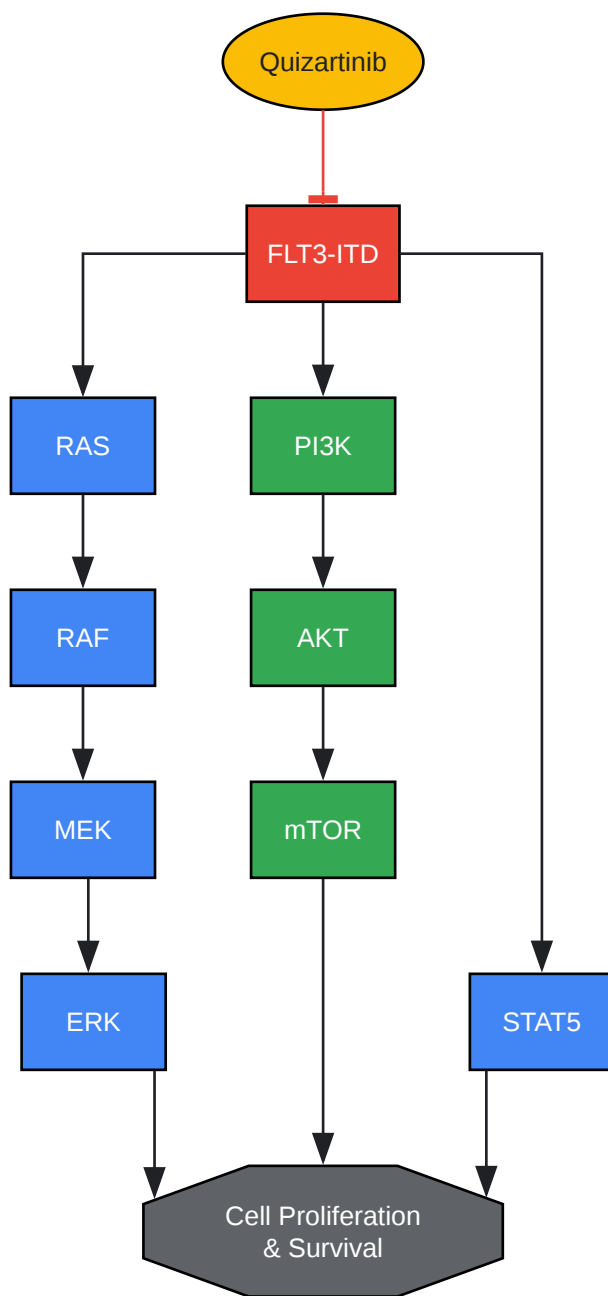 Quizartinib
FLT3-ITD
RAS
PI3K
RAF
AKT
MEK
mTOR
ERK
STAT5
Cell Proliferation
& Survival